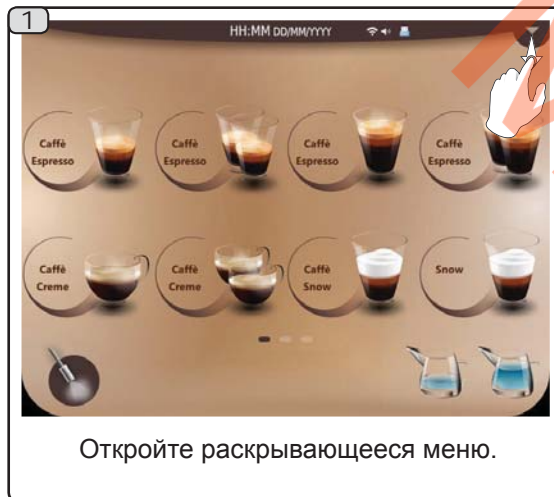 1
HH:MM DD/MM/YYYY
Caffè
Espresso
Caffè
Espresso
Caffè
Espresso
Caffè
Espresso
Caffè
Creme
Caffè
Creme
Caffè
Snow
Snow
Откройте раскрывающееся меню.